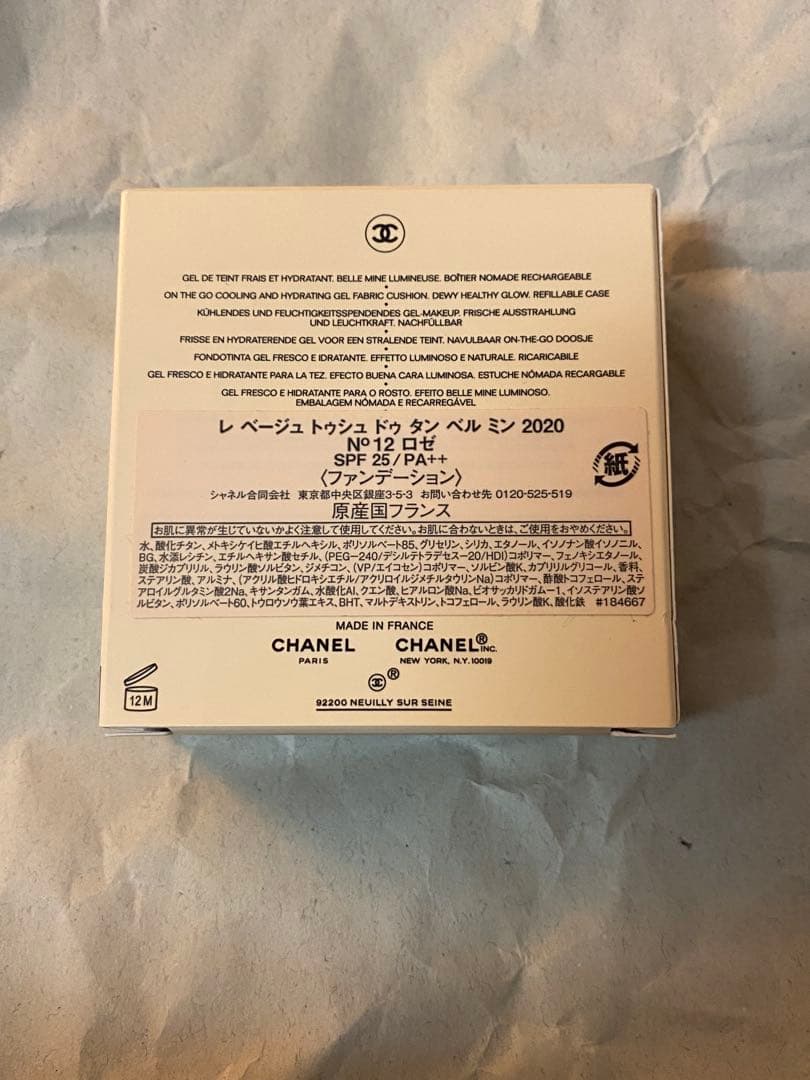 GEL DE TEINT FRAIS ET HYDRATANT. BELLE MINE LUMINEUSE. BOÎTIER NOMADE RECHARGEABLE
ON THE GO COOLING AND HYDRATING GEL FABRIC CUSHION. DEWY HEALTHY GLOW. REFILLABLE CASE
KÜHLENDES UND FEUCHTIGKEITSSPENDENDES GEL-MAKEUP. FRISCHE AUSSTRAHLUNG
UND LEUCHTKRAFT. NACHFÜLLBAR
FRISSE EN HYDRATERENDE GEL VOOR EEN STRALENDE TEINT. NAVULBAAR ON-THE-GO DOOSJE
FONDOTINTA GEL FRESCO E IDRATANTE. EFFETTO LUMINOSO E NATURALE. RICARICABILE
GEL FRESCO E HIDRATANTE PARA LA TEZ. EFECTO BUENA CARA LUMINOSA. ESTUCHE NÓMADA RECARGABLE
GEL FRESCO E HIDRATANTE PARA O ROSTO. EFEITO BELLE MINE LUMINOSO.
EMBALAGEM NÓMADA E RECARREGÁVEL
レ ベージュ トゥシュ ドゥ タン ベル ミン 2020
Nº 12 ロゼ
SPF 25/PA++
〈ファンデーション〉
シャネル合同会社 東京都中央区銀座3-5-3 お問い合わせ先 0120-525-519
原産国フランス
お肌に異常が生じていないかよく注意して使用してください。お肌に合わないときは、ご使用をおやめください。
水、酸化チタン、メトキシケイヒ酸エチルヘキシル、ポリソルベート85、グリセリン、シリカ、エタノール、イソノナン酸イソノニル、
BG、水添レシチン、エチルヘキサン酸セチル、(PEG-240/デシルテトラデセス-20/HDI)コポリマー、フェノキシエタノール、
炭酸ジカプリリル、ラウリン酸ソルビタン、ジメチコン、(VP/エイコセン)コポリマー、ソルビン酸K、カプリリルグリコール、香料、
ステアリン酸、アルミナ、(アクリル酸ヒドロキシエチル/アクリロイルジメチルタウリンNa)コポリマー、酢酸トコフェロール、ステ
アロイルグルタミン酸2Na、キサンタンガム、水酸化Al、クエン酸、ヒアルロン酸Na、ビオサッカリドガム-1、イソステアリン酸ソ
ルビタン、ポリソルベート60、トウロウソウ葉エキス、BHT、マルトデキストリン、トコフェロール、ラウリン酸K、酸化鉄 #184667
紙
MADE IN FRANCE
CHANEL CHANEL® INC.
PARIS NEW YORK, N.Y. 10019
®
92200 NEUILLY SUR SEINE
12 M